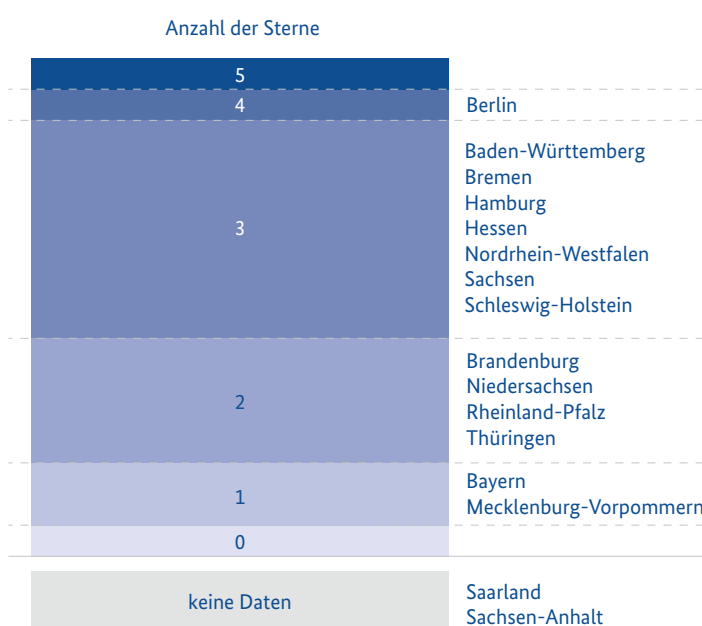 Anzahl der Sterne
5
4
Berlin
3
Baden-Württemberg
Bremen
Hamburg
Hessen
Nordrhein-Westfalen
Sachsen
Schleswig-Holstein
2
Brandenburg
Niedersachsen
Rheinland-Pfalz
Thüringen
1
Bayern
Mecklenburg-Vorpommern
0
keine Daten
Saarland
Sachsen-Anhalt